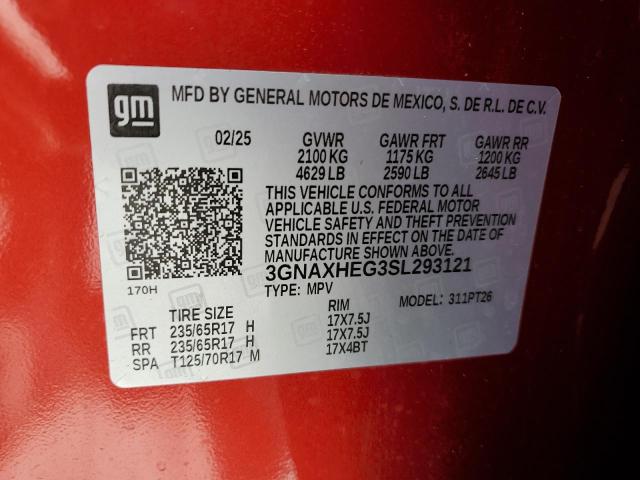 gm MFD BY GENERAL MOTORS DE MEXICO, S. DE R.L. DE C.V.
02/25 GVWR GAWR FRT GAWR RR
2100 KG 1175 KG 1200 KG
4629 LB 2590 LB 2645 LB
THIS VEHICLE CONFORMS TO ALL
APPLICABLE U.S. FEDERAL MOTOR
VEHICLE SAFETY AND THEFT PREVENTION
STANDARDS IN EFFECT ON THE DATE OF
MANUFACTURE SHOWN ABOVE.
3GNAXHEG3SL293121
170H TYPE: MPV MODEL: 311PT26
TIRE SIZE RIM
FRT 235/65R17 H 17X7.5J
RR 235/65R17 H 17X7.5J
SPA T125/70R17 M 17X4BT